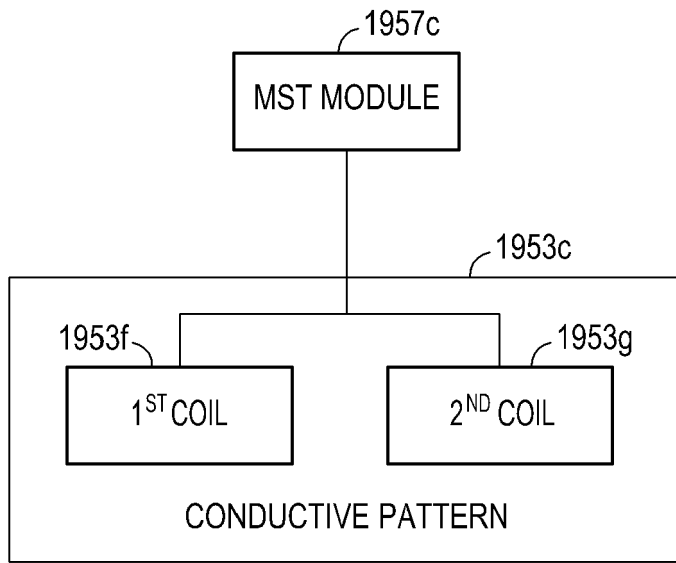 1957c
MST MODULE
1953c
1953f
1953g
1ST COIL
2ND COIL
CONDUCTIVE PATTERN